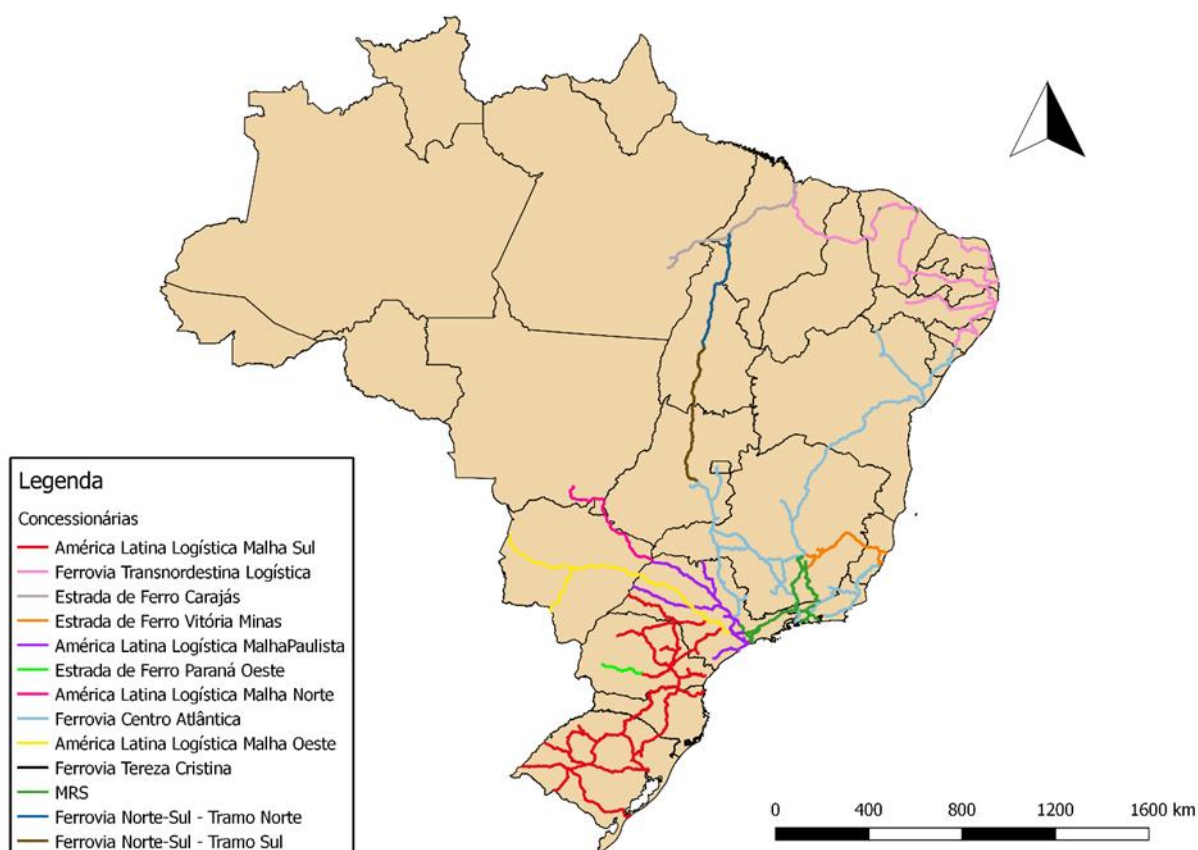 Legenda
Concessionárias
América Latina Logística Malha Sul
Ferrovia Transnordestina Logística
Estrada de Ferro Carajás
Estrada de Ferro Vitória Minas
América Latina Logística MalhaPaulista
Estrada de Ferro Paraná Oeste
América Latina Logística Malha Norte
Ferrovia Centro Atlântica
América Latina Logística Malha Oeste
Ferrovia Tereza Cristina
MRS
Ferrovia Norte-Sul - Tramo Norte
Ferrovia Norte-Sul - Tramo Sul
0 400 800 1200 1600 km